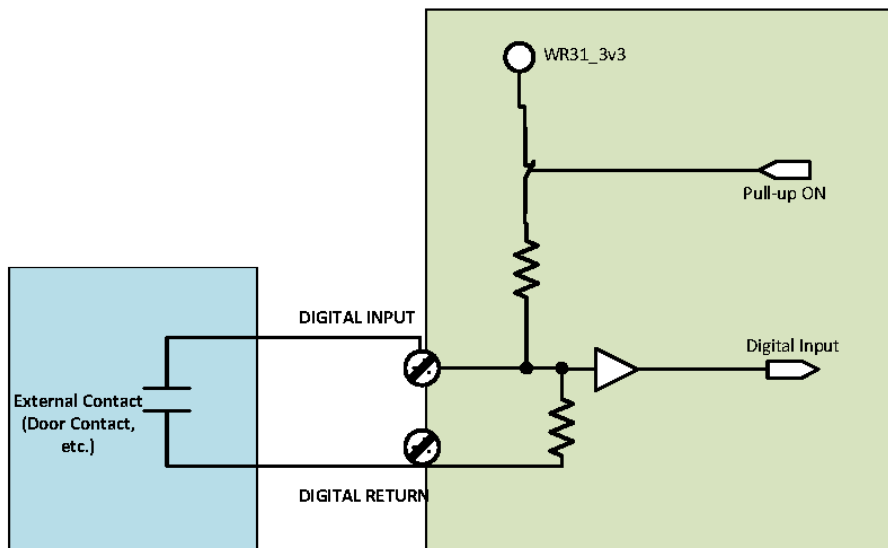 WR31_3v3
Pull-up ON
DIGITAL INPUT
Digital Input
External Contact
(Door Contact,
etc.)
DIGITAL RETURN